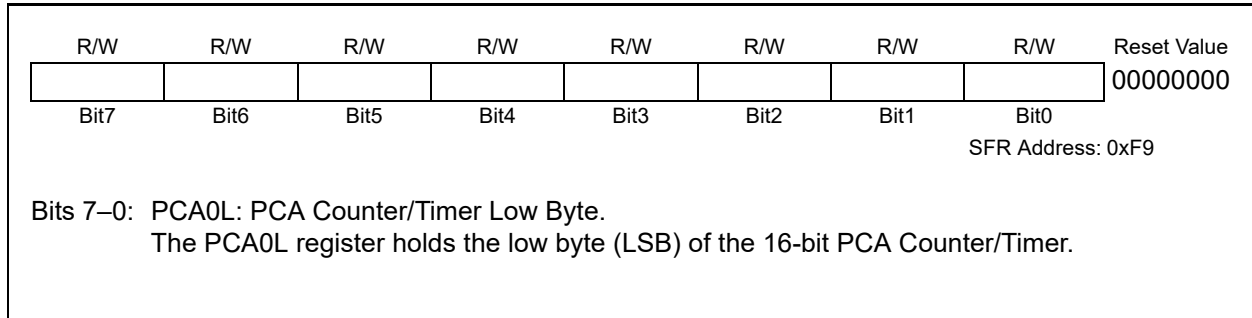 R/W R/W R/W R/W R/W R/W R/W R/W Reset Value
00000000
Bit7 Bit6 Bit5 Bit4 Bit3 Bit2 Bit1 Bit0
SFR Address: 0xF9
Bits 7–0: PCA0L: PCA Counter/Timer Low Byte.
The PCA0L register holds the low byte (LSB) of the 16-bit PCA Counter/Timer.